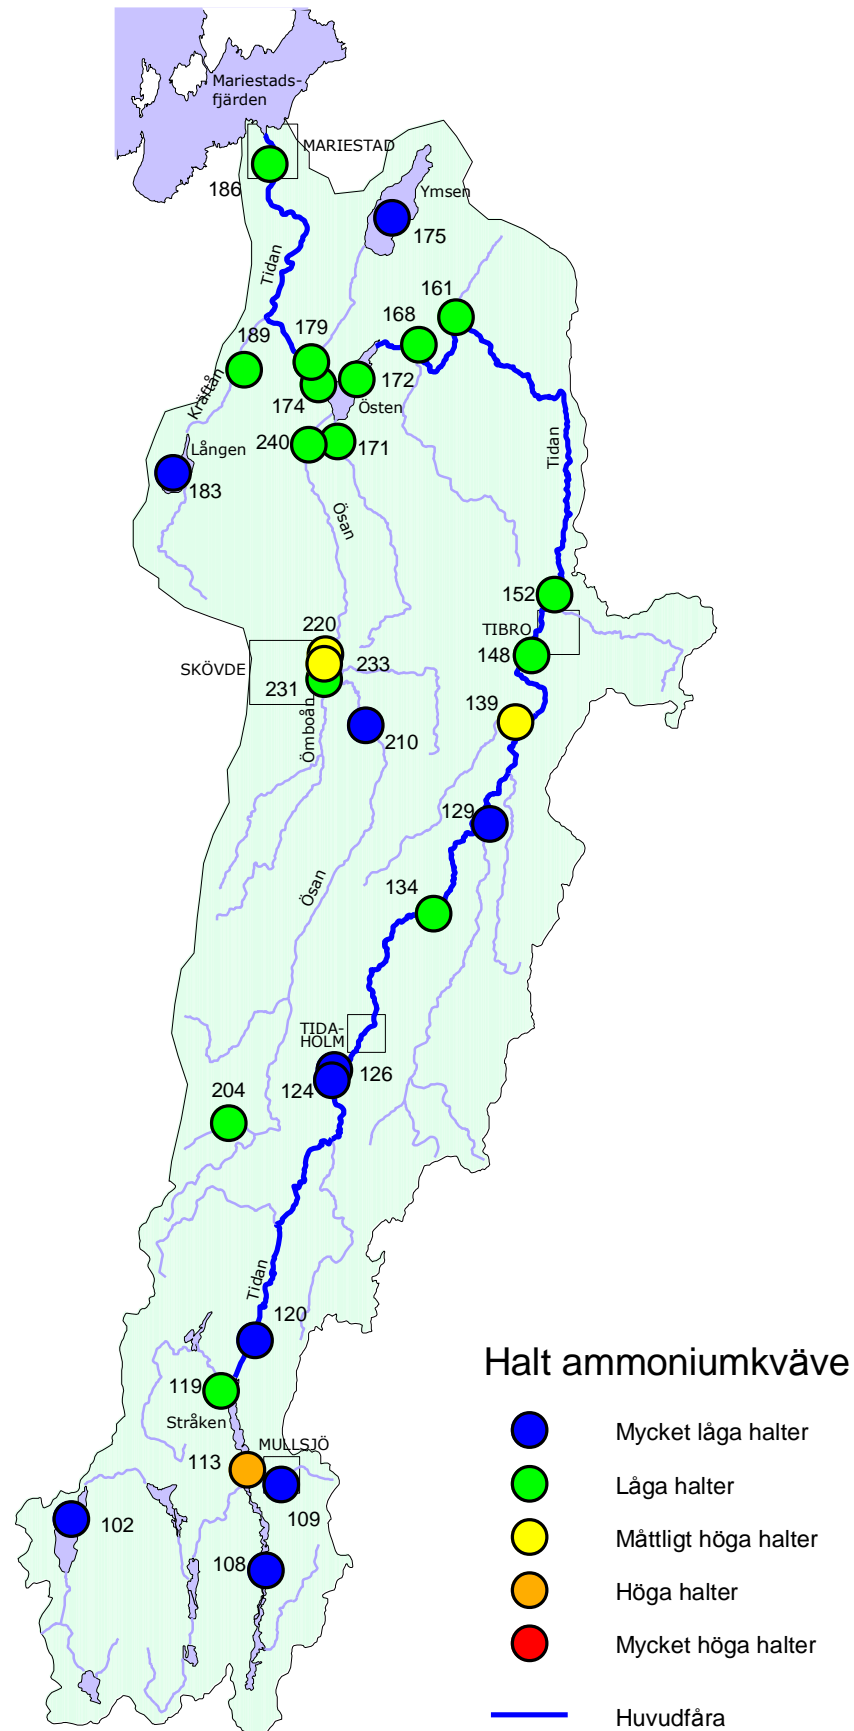 Mariestads-
fjärden
MARIESTAD
186
Ymsen
175
Tidan
161
168
179
189
172
Kräftån
174
Östen
240
171
Lången
183
Tidan
Ösan
152
220
TIBRO
233
148
SKÖVDE
231
139
Ömboån
210
129
134
Ösan
TIDA-
HOLM
126
124
204
Tidan
120
Halt ammoniumkväve
119
Stråken
Mycket låga halter
MULLSJÖ
113
Låga halter
109
102
Måttligt höga halter
108
Höga halter
Mycket höga halter
Huvudfåra